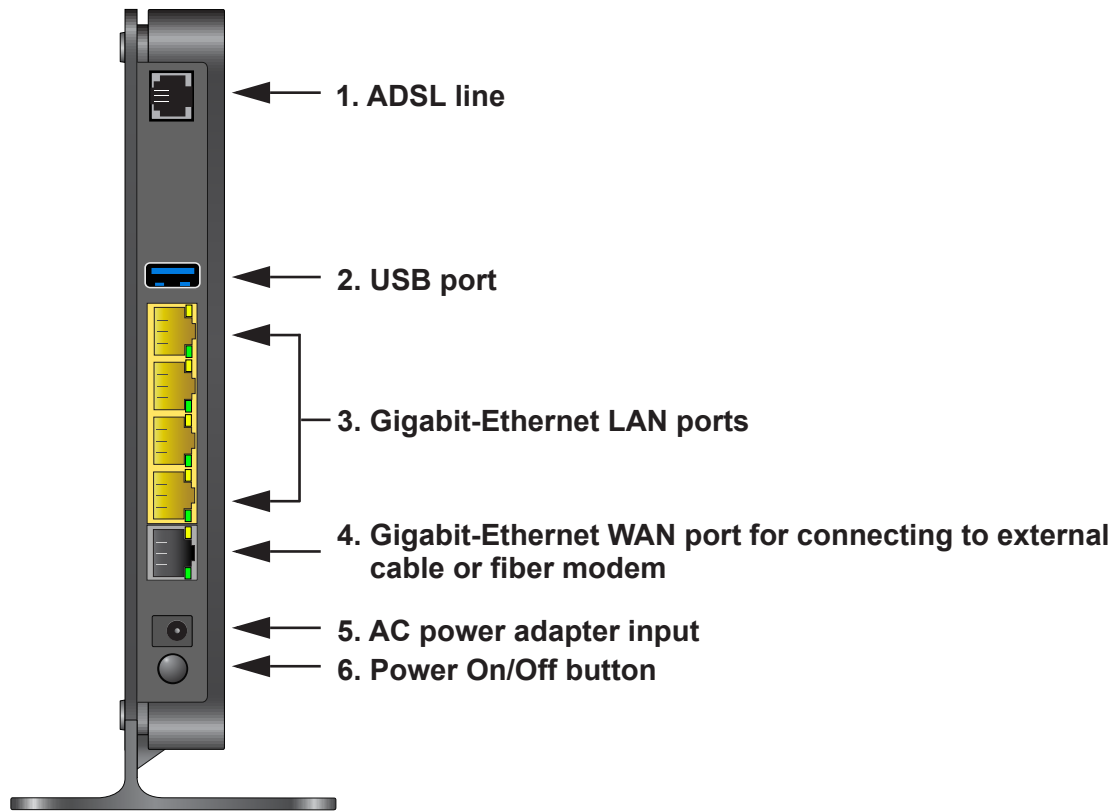 1. ADSL line
2. USB port
3. Gigabit-Ethernet LAN ports
4. Gigabit-Ethernet WAN port for connecting to external
cable or fiber modem
5. AC power adapter input
6. Power On/Off button